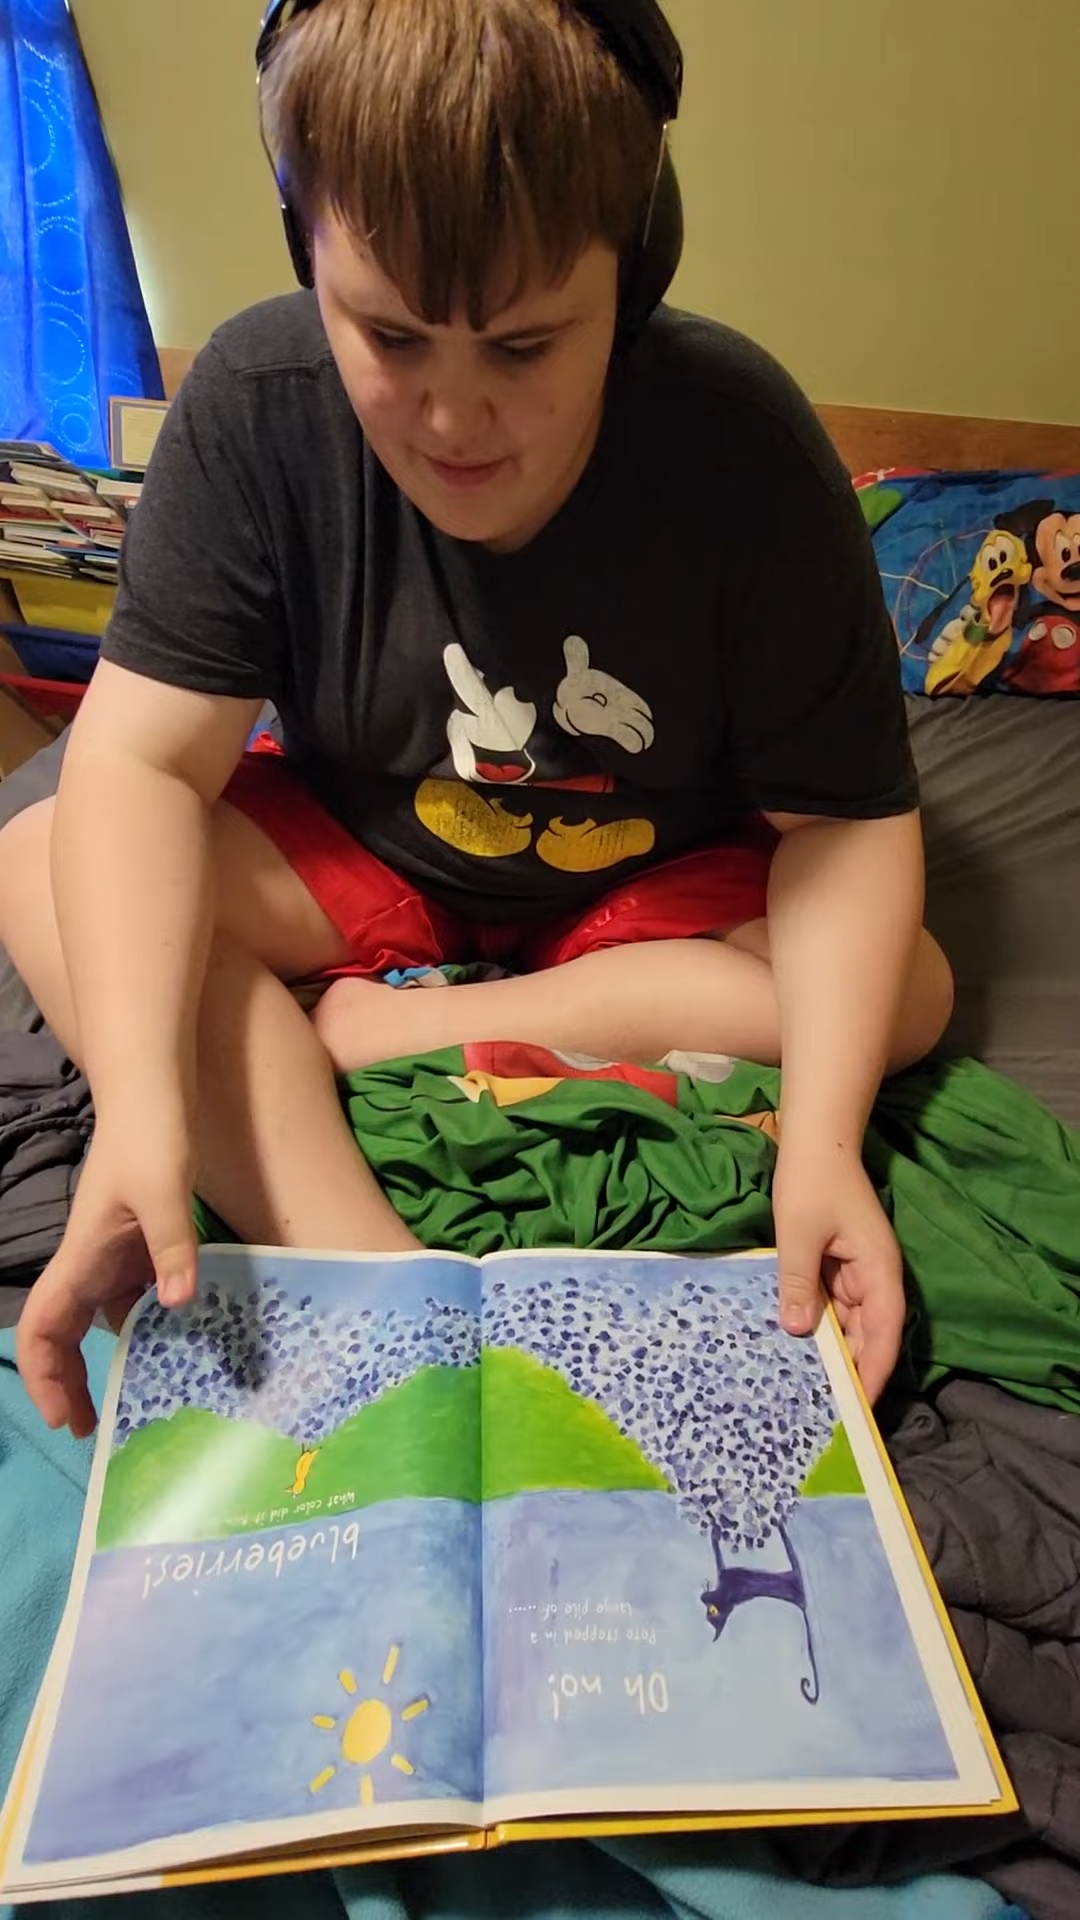 Oh no!
Pete stepped in a
large pile of ......
blueberries!
What color did it